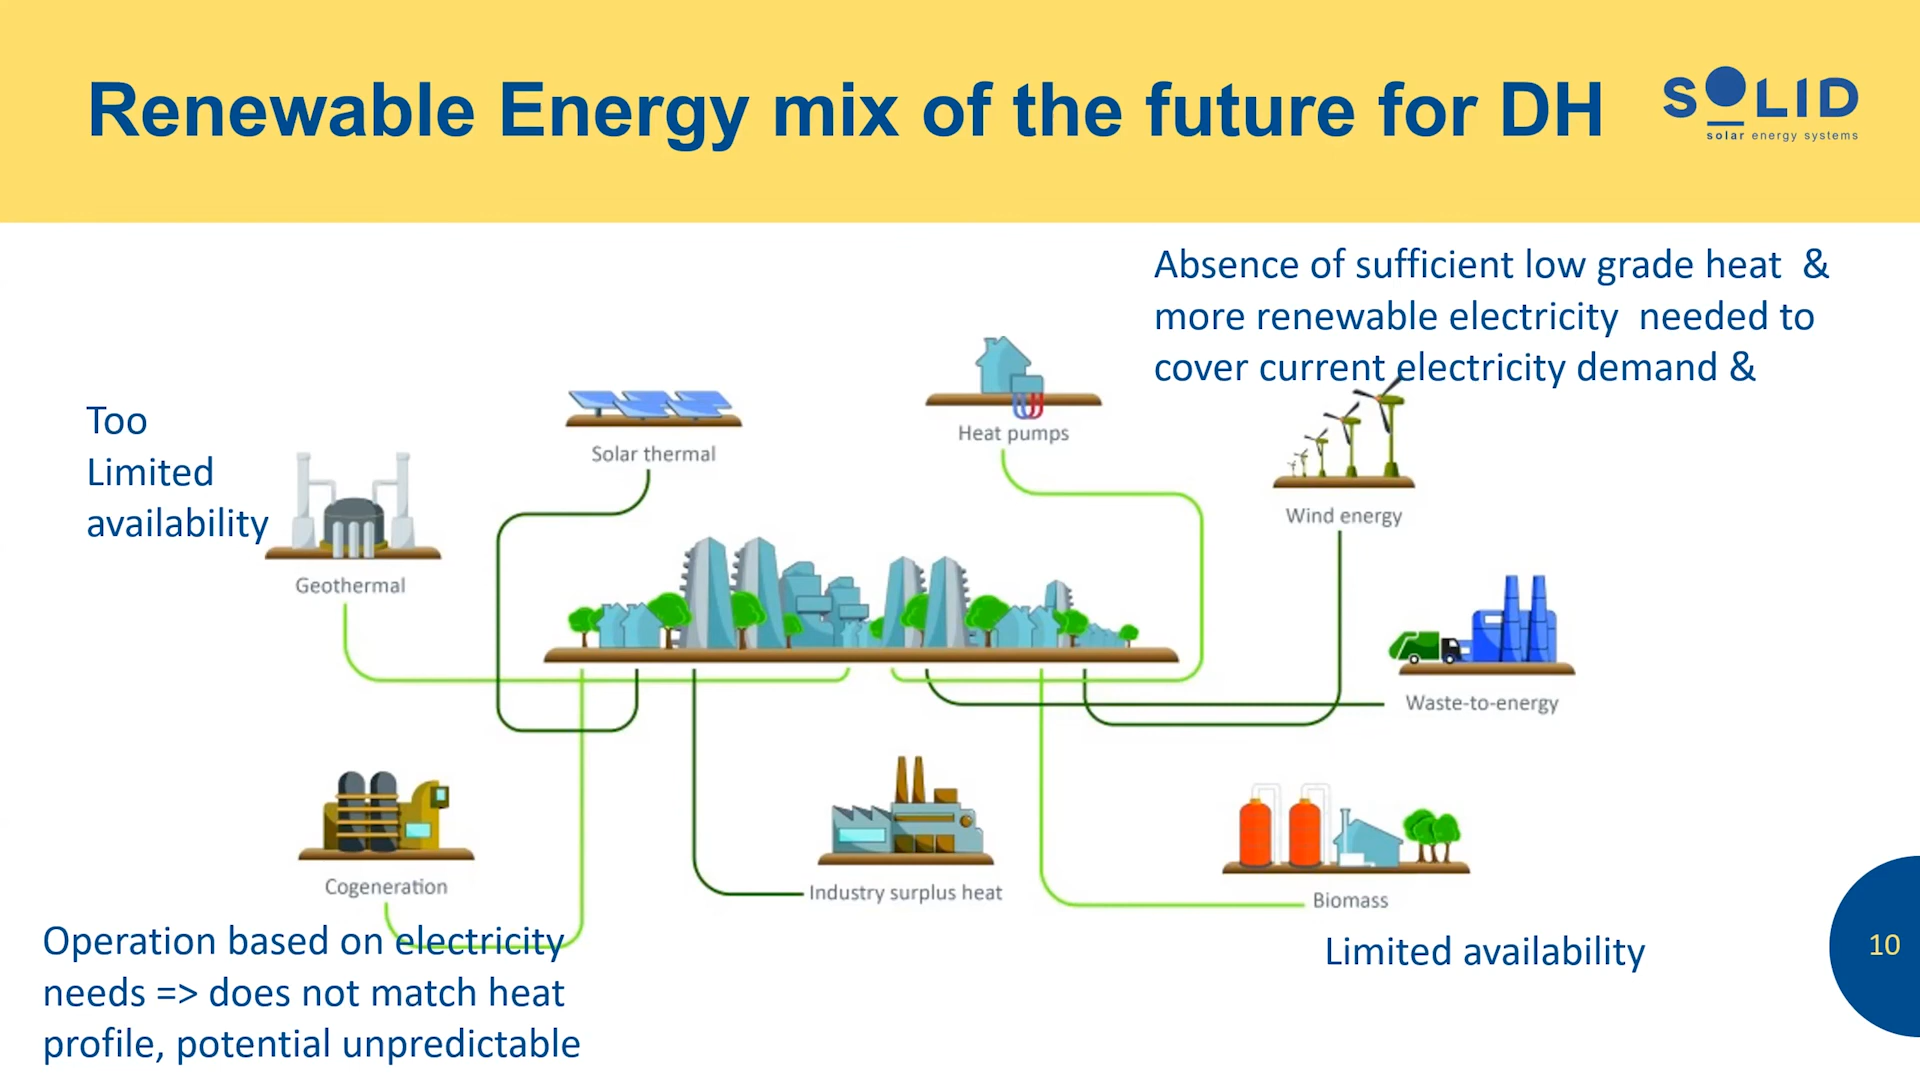 Renewable Energy mix of the future for DH
SOLID
solar energy systems
Absence of sufficient low grade heat &
more renewable electricity needed to
cover current electricity demand &
Too
Limited
availability
Solar thermal
Heat pumps
Wind energy
Geothermal
Waste-to-energy
Cogeneration
Industry surplus heat
Biomass
Operation based on electricity
needs => does not match heat
profile, potential unpredictable
Limited availability
10